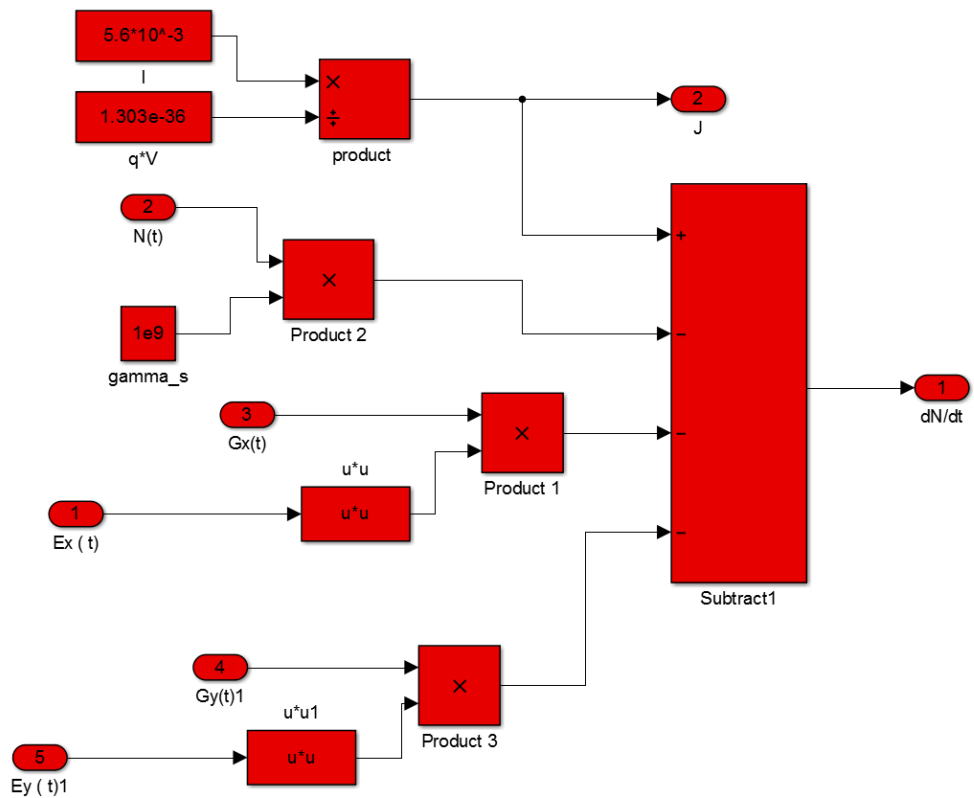 5.6*10^-3
I
1.303e-36
q*V
×
÷
product
2
J
2
N(t)
×
Product 2
1e9
gamma_s
+
−
−
−
Subtract1
1
dN/dt
3
Gx(t)
×
Product 1
u*u
u*u
1
Ex ( t)
4
Gy(t)1
×
Product 3
u*u1
u*u
5
Ey ( t)1